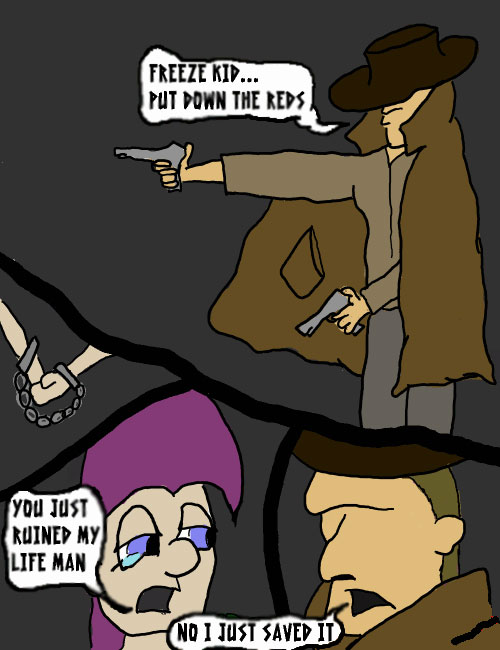 FREEZE KID...
PUT DOWN THE REDS
YOU JUST
RUINED MY
LIFE MAN
NO I JUST SAVED IT